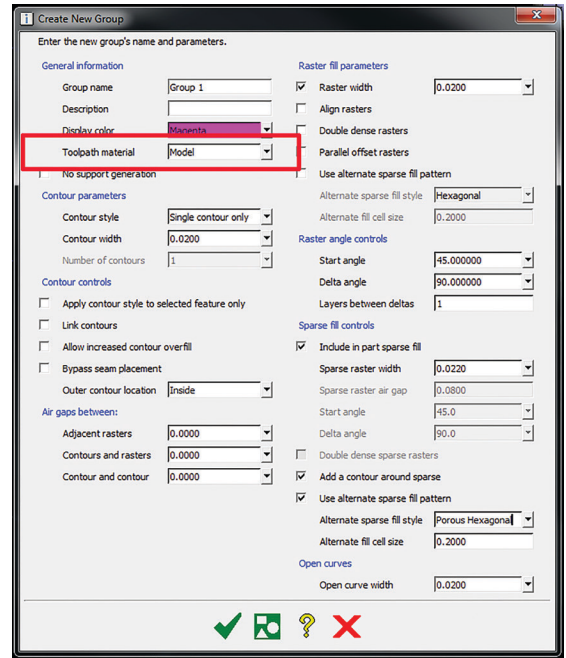 Create New Group
Enter the new group's name and parameters.
General information
Group name Group 1
Description
Display color Magenta
Toolpath material Model
No support generation
Contour parameters
Contour style Single contour only
Contour width 0.0200
Number of contours 1
Contour controls
Apply contour style to selected feature only
Link contours
Allow increased contour overfill
Bypass seam placement
Outer contour location Inside
Air gaps between:
Adjacent rasters 0.0000
Contours and rasters 0.0000
Contour and contour 0.0000
Raster fill parameters
Raster width 0.0200
Align rasters
Double dense rasters
Parallel offset rasters
Use alternate sparse fill pattern
Alternate sparse fill style Hexagonal
Alternate fill cell size 0.2000
Raster angle controls
Start angle 45.000000
Delta angle 90.000000
Layers between deltas 1
Sparse fill controls
Include in part sparse fill
Sparse raster width 0.0220
Sparse raster air gap 0.0800
Start angle 45.0
Delta angle 90.0
Double dense sparse rasters
Add a contour around sparse
Use alternate sparse fill pattern
Alternate sparse fill style Porous Hexagonal
Alternate fill cell size 0.2000
Open curves
Open curve width 0.0200